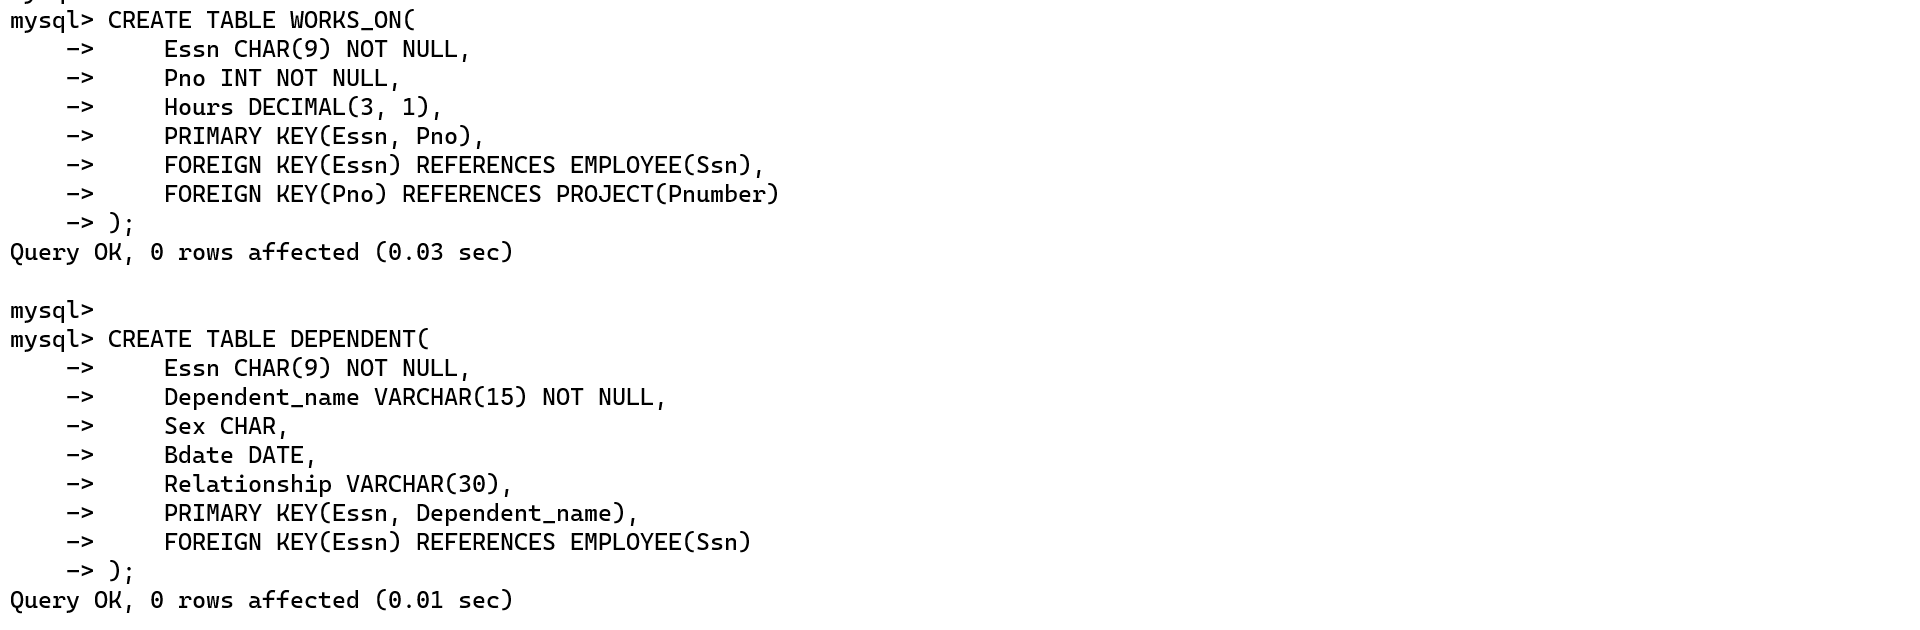 mysql> CREATE TABLE WORKS_ON(
    ->     Essn CHAR(9) NOT NULL,
    ->     Pno INT NOT NULL,
    ->     Hours DECIMAL(3, 1),
    ->     PRIMARY KEY(Essn, Pno),
    ->     FOREIGN KEY(Essn) REFERENCES EMPLOYEE(Ssn),
    ->     FOREIGN KEY(Pno) REFERENCES PROJECT(Pnumber)
    -> );
Query OK, 0 rows affected (0.03 sec)

mysql>
mysql> CREATE TABLE DEPENDENT(
    ->     Essn CHAR(9) NOT NULL,
    ->     Dependent_name VARCHAR(15) NOT NULL,
    ->     Sex CHAR,
    ->     Bdate DATE,
    ->     Relationship VARCHAR(30),
    ->     PRIMARY KEY(Essn, Dependent_name),
    ->     FOREIGN KEY(Essn) REFERENCES EMPLOYEE(Ssn)
    -> );
Query OK, 0 rows affected (0.01 sec)